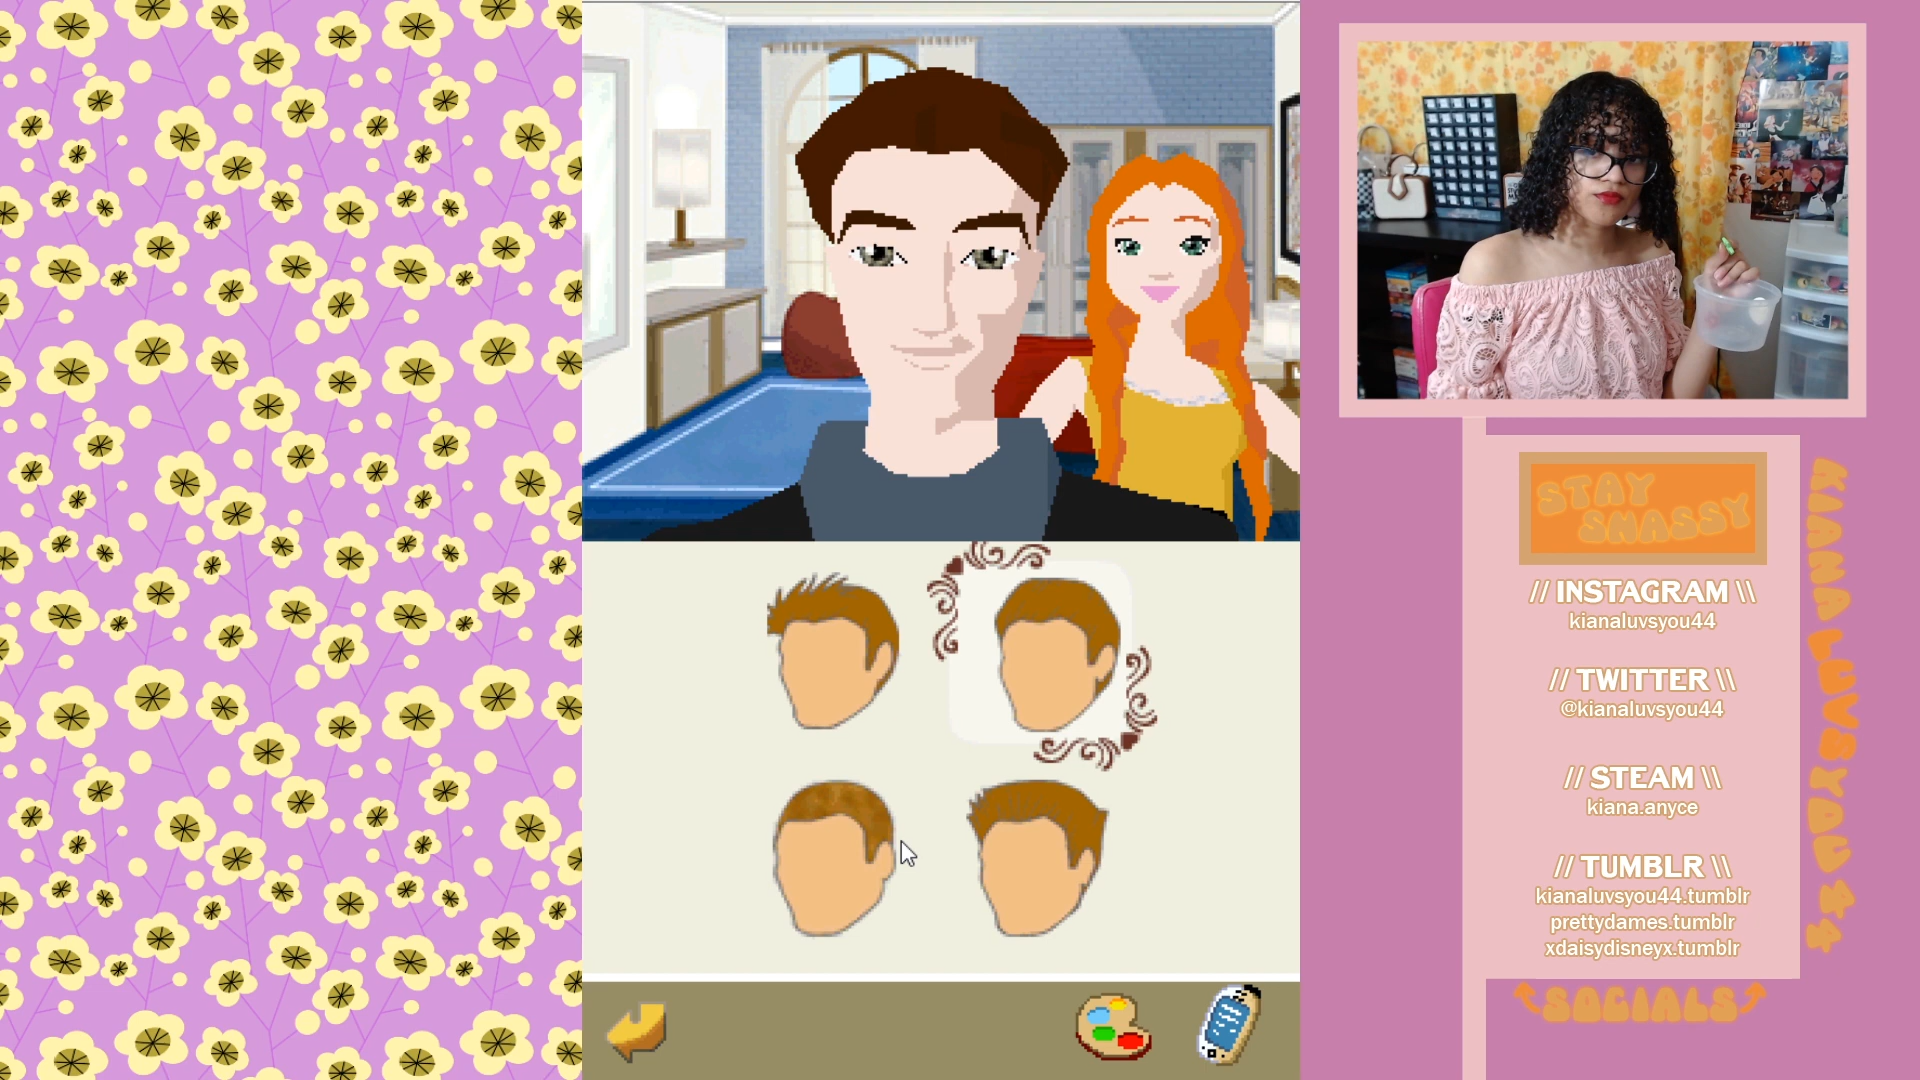 STAY
SMASSY
// INSTAGRAM \\
kianaluvsyou44
// TWITTER \\
@kianaluvsyou44
// STEAM \\
kiana.anyce
// TUMBLR \\
kianaluvsyou44.tumblr
prettydames.tumblr
xdaisydisneyx.tumblr
SOCIALS
KIANALUVSYOU44